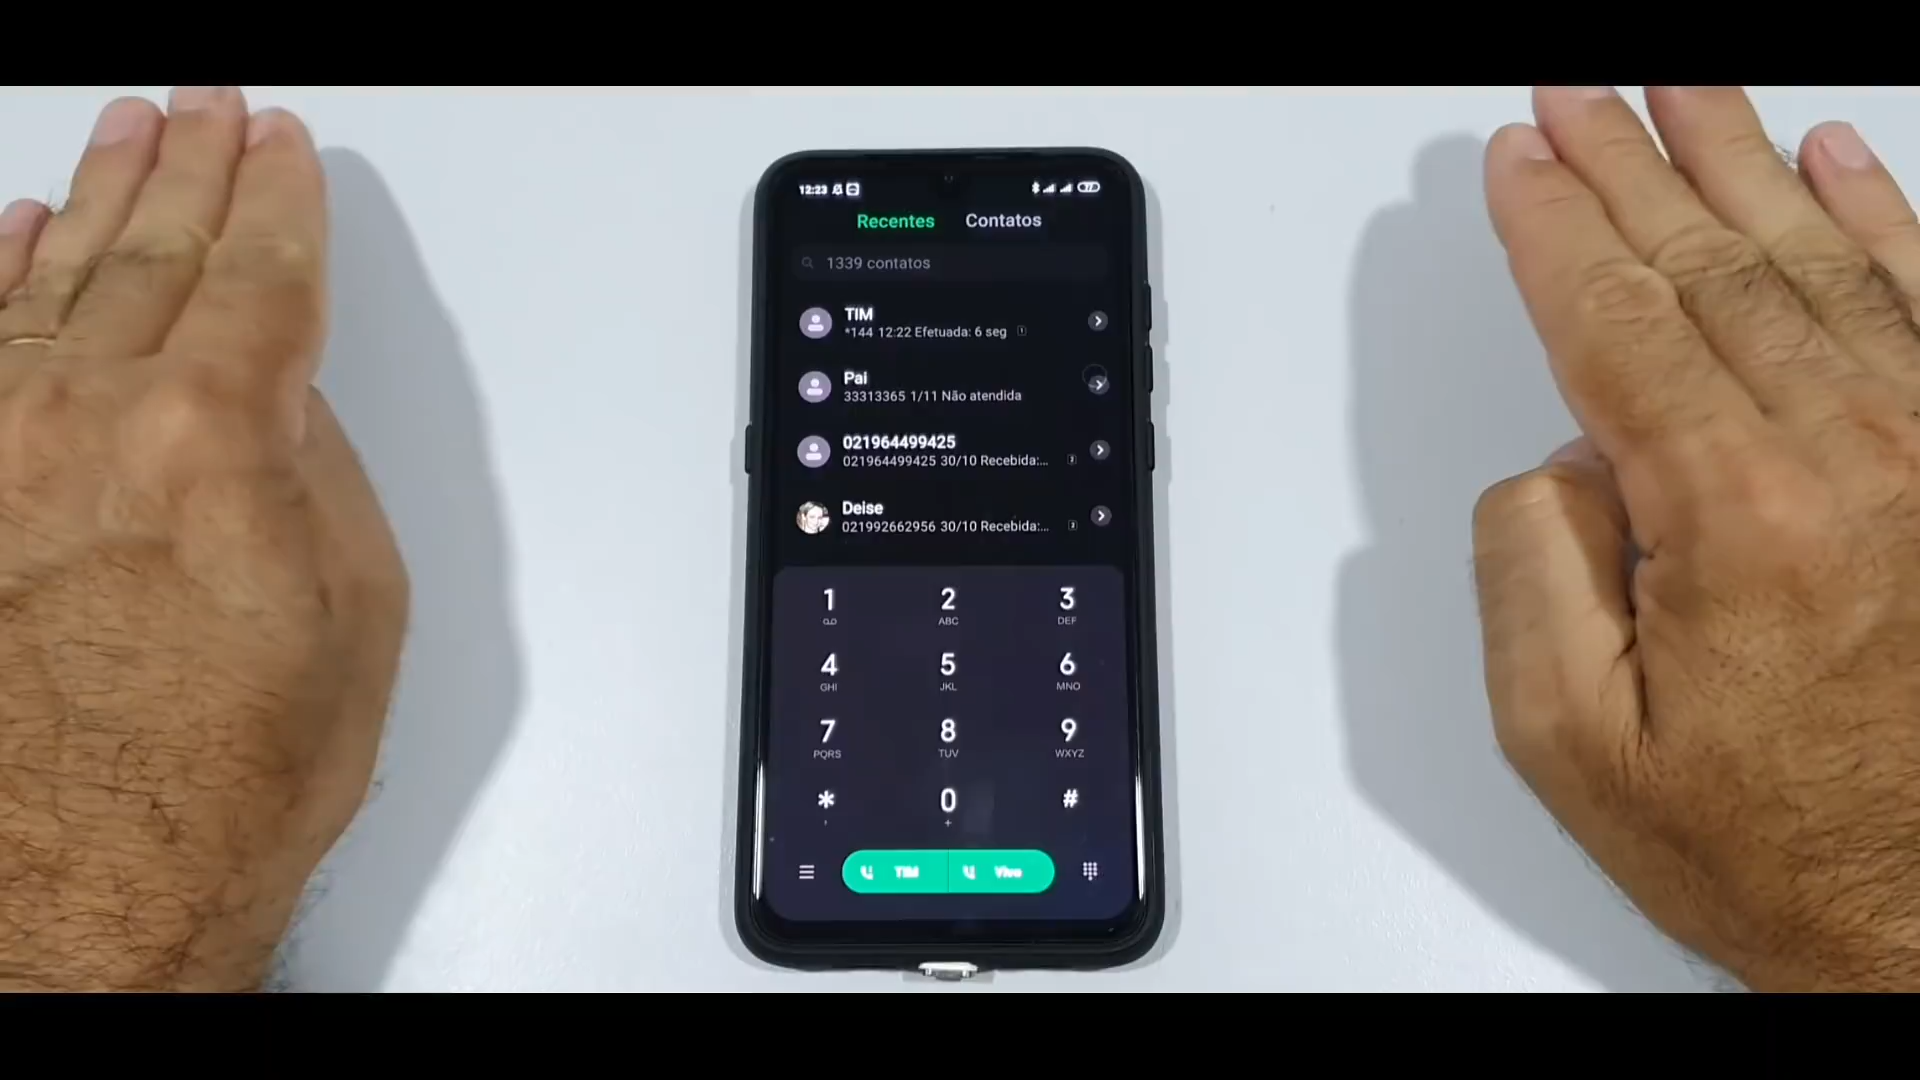 12:23
Recentes Contatos
1339 contatos
TIM
*144 12:22 Efetuada: 6 seg 1
Pai
33313365 1/11 Não atendida
021964499425
021964499425 30/10 Recebida:...
Deise
021992662956 30/10 Recebida:...
1 2 3
ABC DEF
4 5 6
GHI JKL MNO
7 8 9
PQRS TUV WXYZ
* 0 #
, +
TIM Vivo